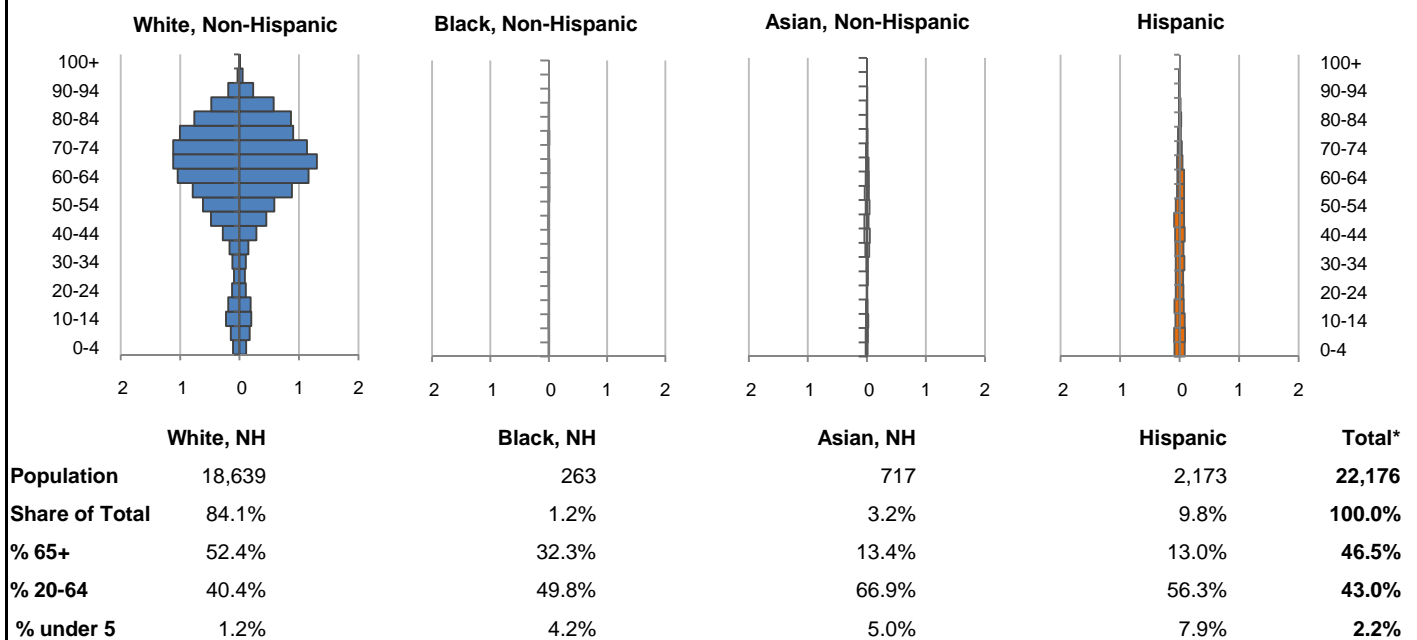 White, Non-Hispanic Black, Non-Hispanic Asian, Non-Hispanic Hispanic
100+ 100+
90-94 90-94
80-84 80-84
70-74 70-74
60-64 60-64
50-54 50-54
40-44 40-44
30-34 30-34
20-24 20-24
10-14 10-14
0-4 0-4
2 1 0 1 2 2 1 0 1 2 2 1 0 1 2 2 1 0 1 2
White, NH Black, NH Asian, NH Hispanic Total*
Population 18,639 263 717 2,173 22,176
Share of Total 84.1% 1.2% 3.2% 9.8% 100.0%
% 65+ 52.4% 32.3% 13.4% 13.0% 46.5%
% 20-64 40.4% 49.8% 66.9% 56.3% 43.0%
% under 5 1.2% 4.2% 5.0% 7.9% 2.2%